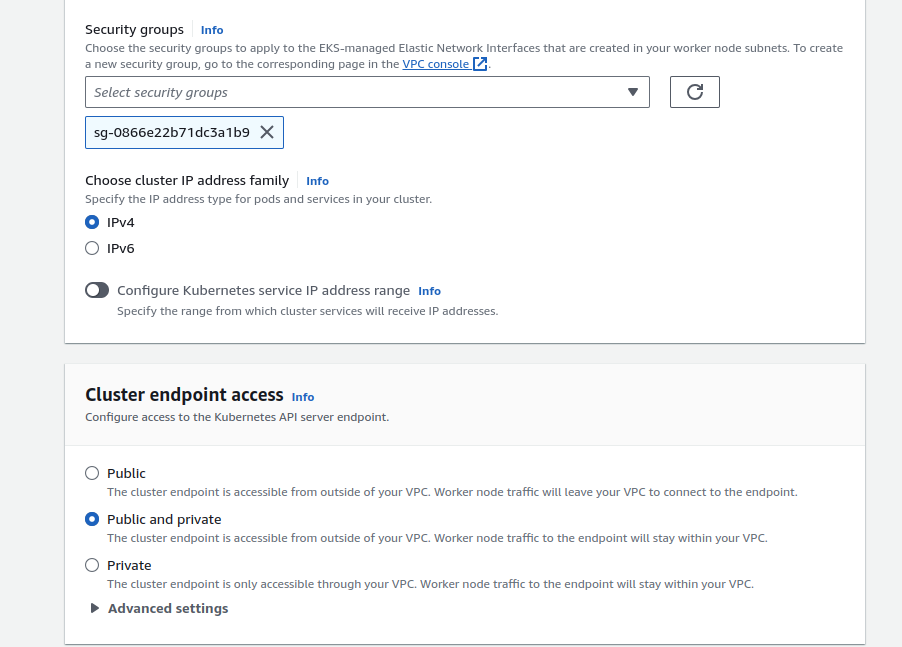 Security groups Info
Choose the security groups to apply to the EKS-managed Elastic Network Interfaces that are created in your worker node subnets. To create
a new security group, go to the corresponding page in the VPC console.
Select security groups
sg-0866e22b71dc3a1b9
Choose cluster IP address family Info
Specify the IP address type for pods and services in your cluster.
IPv4
IPv6
Configure Kubernetes service IP address range Info
Specify the range from which cluster services will receive IP addresses.
Cluster endpoint access Info
Configure access to the Kubernetes API server endpoint.
Public
The cluster endpoint is accessible from outside of your VPC. Worker node traffic will leave your VPC to connect to the endpoint.
Public and private
The cluster endpoint is accessible from outside of your VPC. Worker node traffic to the endpoint will stay within your VPC.
Private
The cluster endpoint is only accessible through your VPC. Worker node traffic to the endpoint will stay within your VPC.
Advanced settings